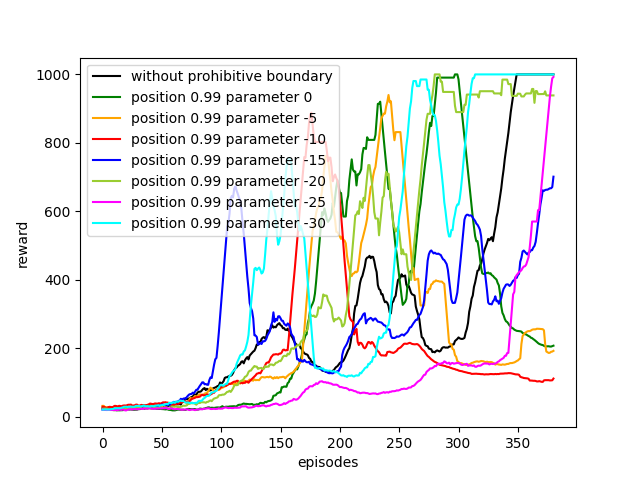 without prohibitive boundary
position 0.99 parameter 0
position 0.99 parameter -5
position 0.99 parameter -10
position 0.99 parameter -15
position 0.99 parameter -20
position 0.99 parameter -25
position 0.99 parameter -30
1000
800
600
400
200
0
reward
0 50 100 150 200 250 300 350
episodes